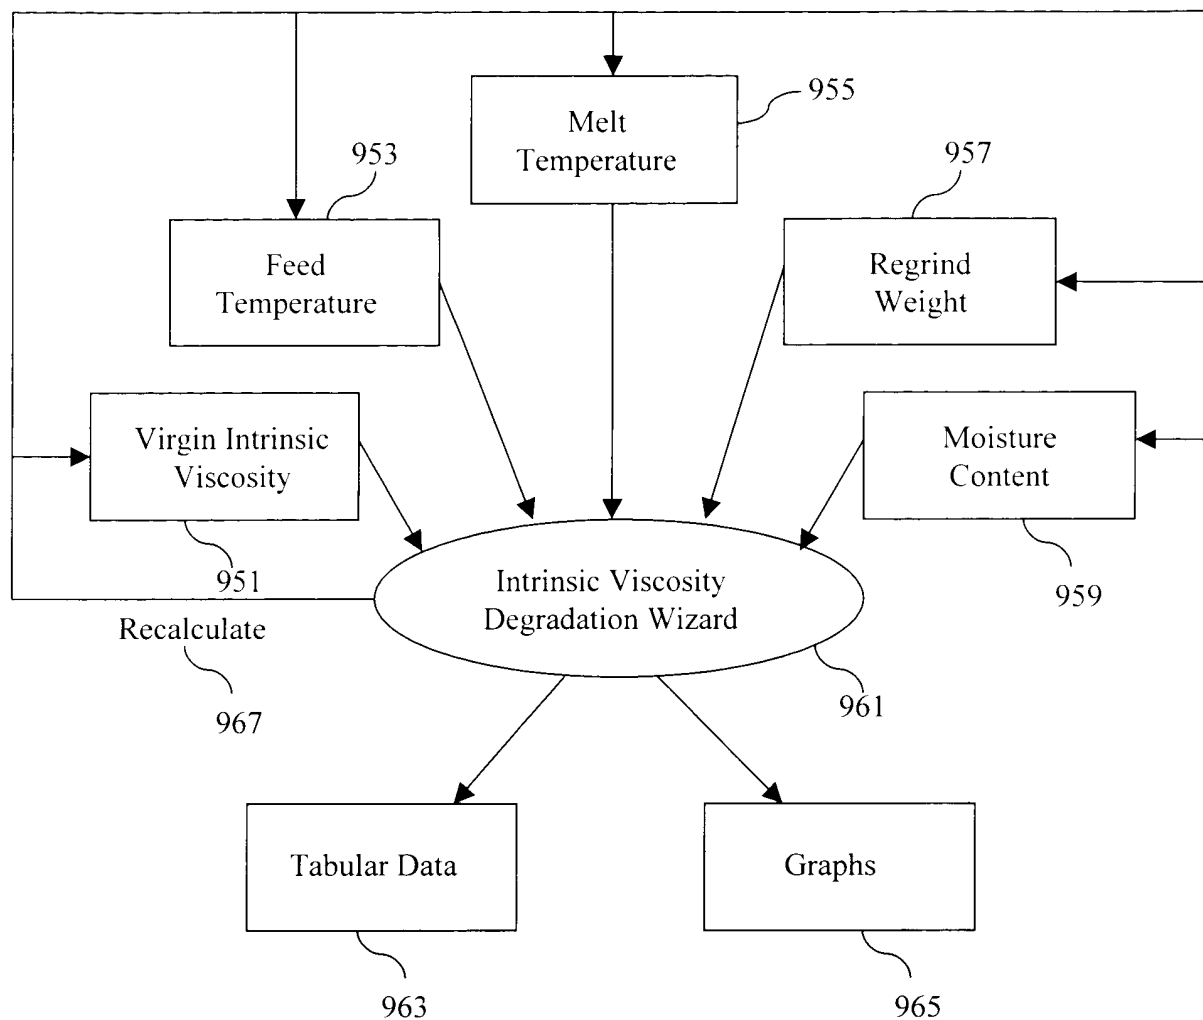 955
Melt
Temperature
953
957
Feed
Temperature
Regrind
Weight
Virgin Intrinsic
Viscosity
Moisture
Content
951
959
Intrinsic Viscosity
Degradation Wizard
Recalculate
961
967
Tabular Data
Graphs
963
965